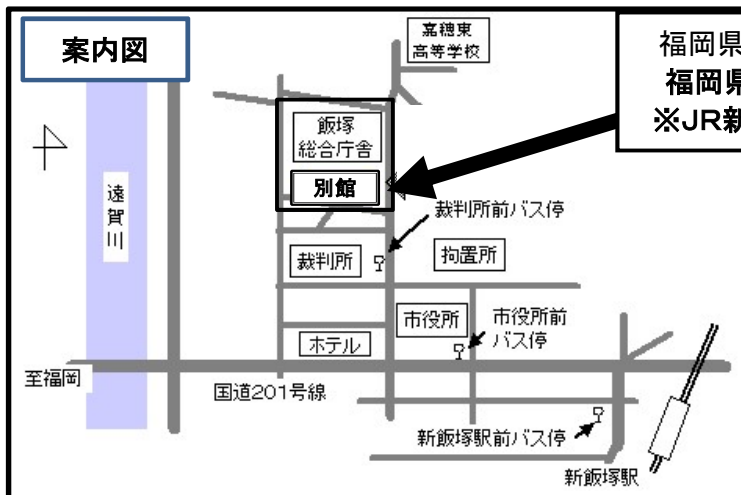 案内図
嘉穂東
高等学校
福岡県
福岡県
※JR新
飯塚
総合庁舎
別館
遠賀川
裁判所前バス停
裁判所
拘置所
市役所
市役所前
バス停
ホテル
至福岡
国道201号線
新飯塚駅前バス停
新飯塚駅